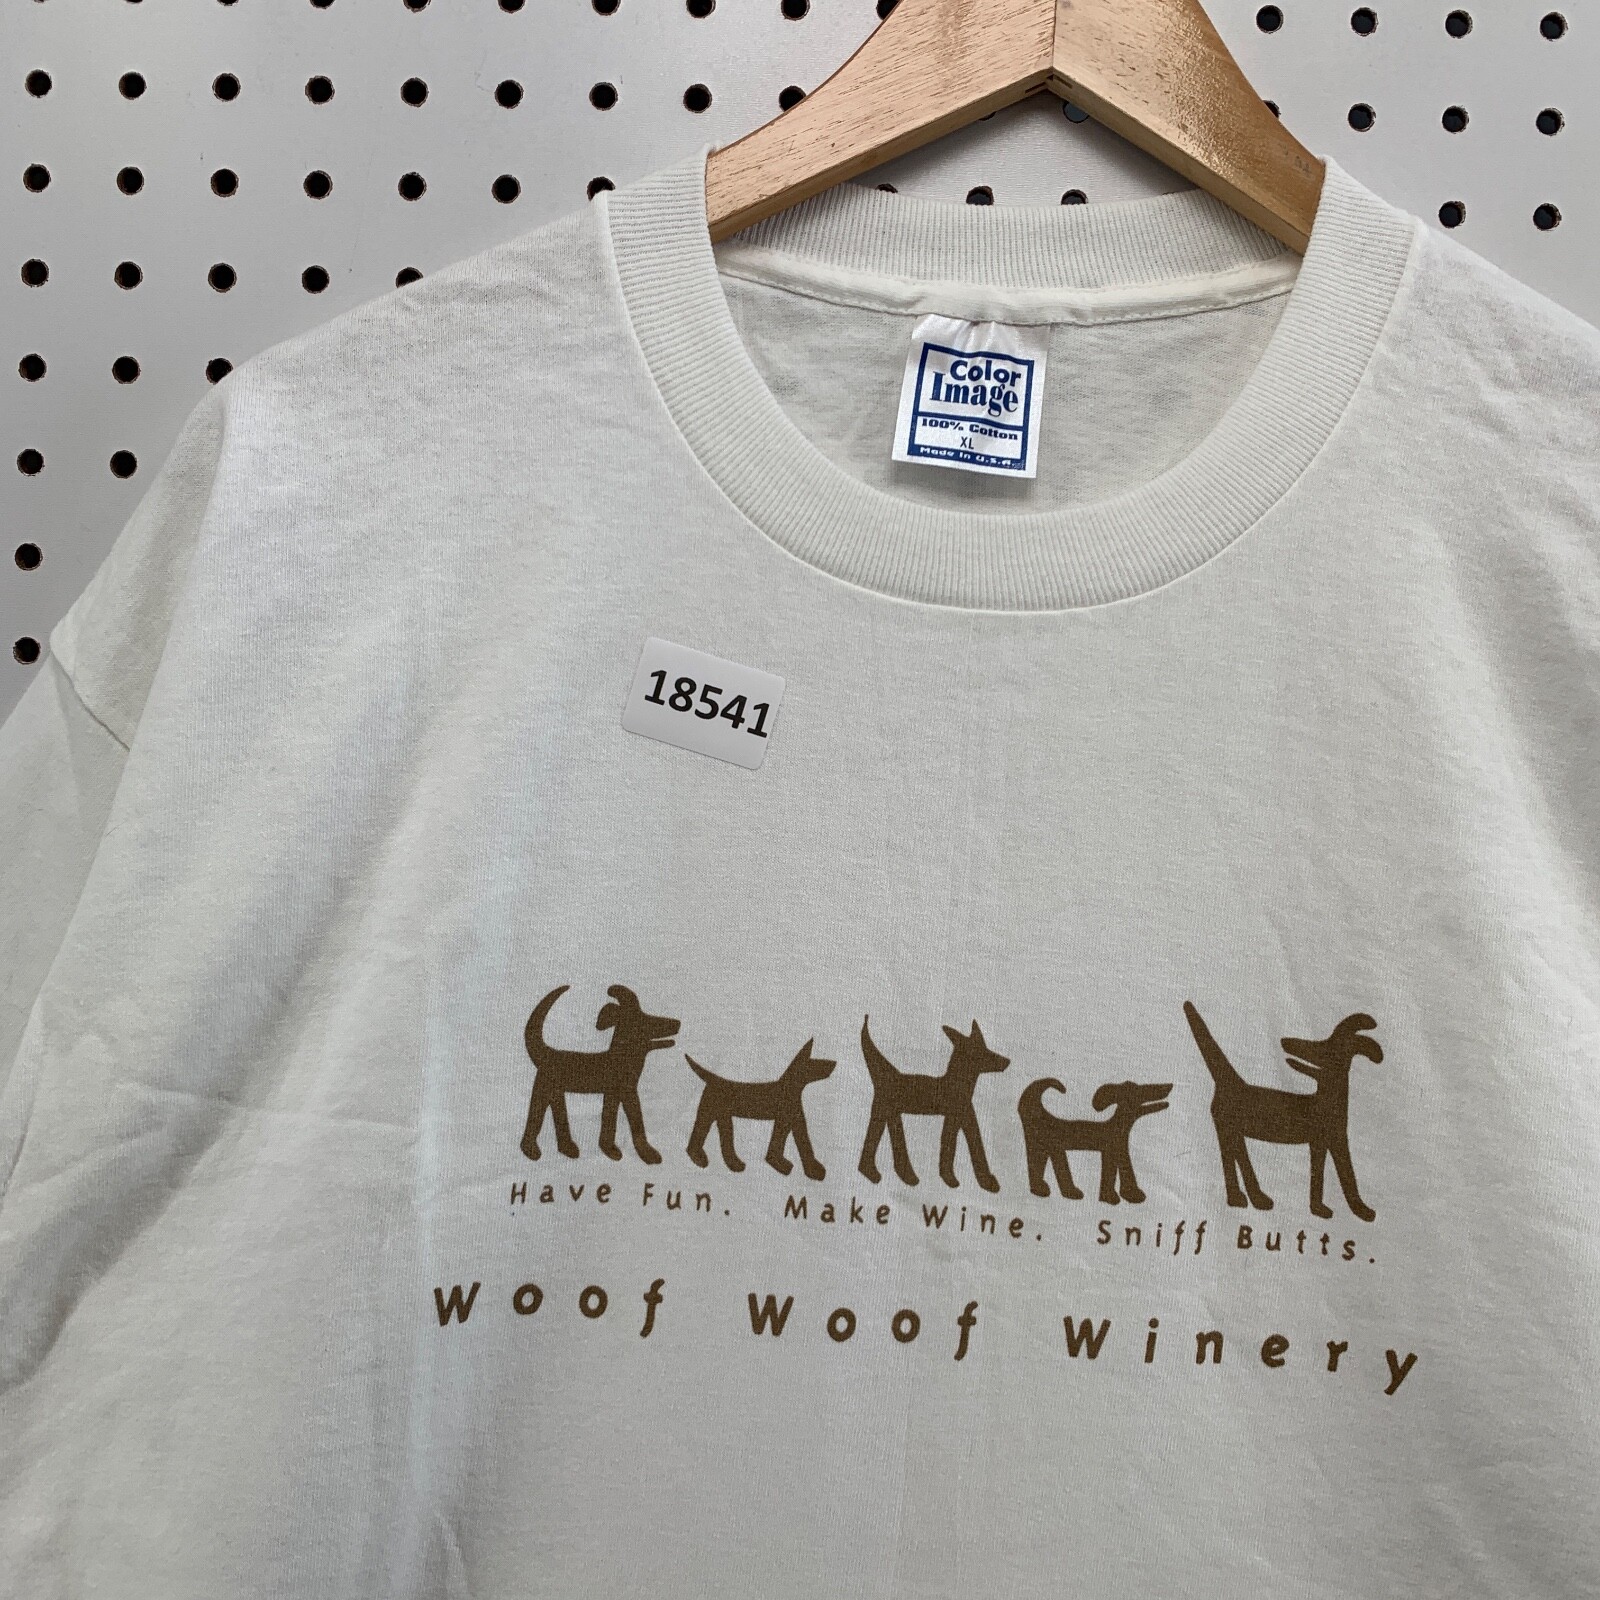 Color
Image
100% Cotton
XL
Made in U.S.A.
18541
Have Fun. Make Wine. Sniff Butts.
Woof Woof Winery